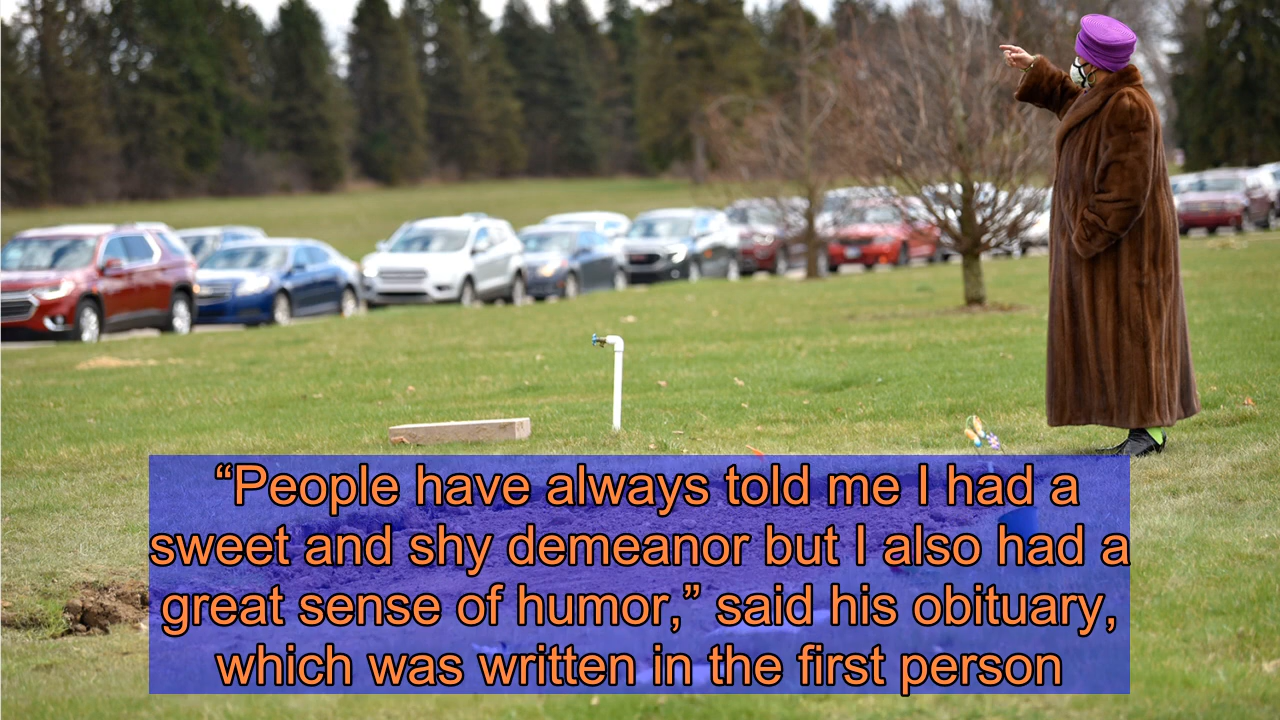 “People have always told me I had a
sweet and shy demeanor but I also had a
great sense of humor,” said his obituary,
which was written in the first person